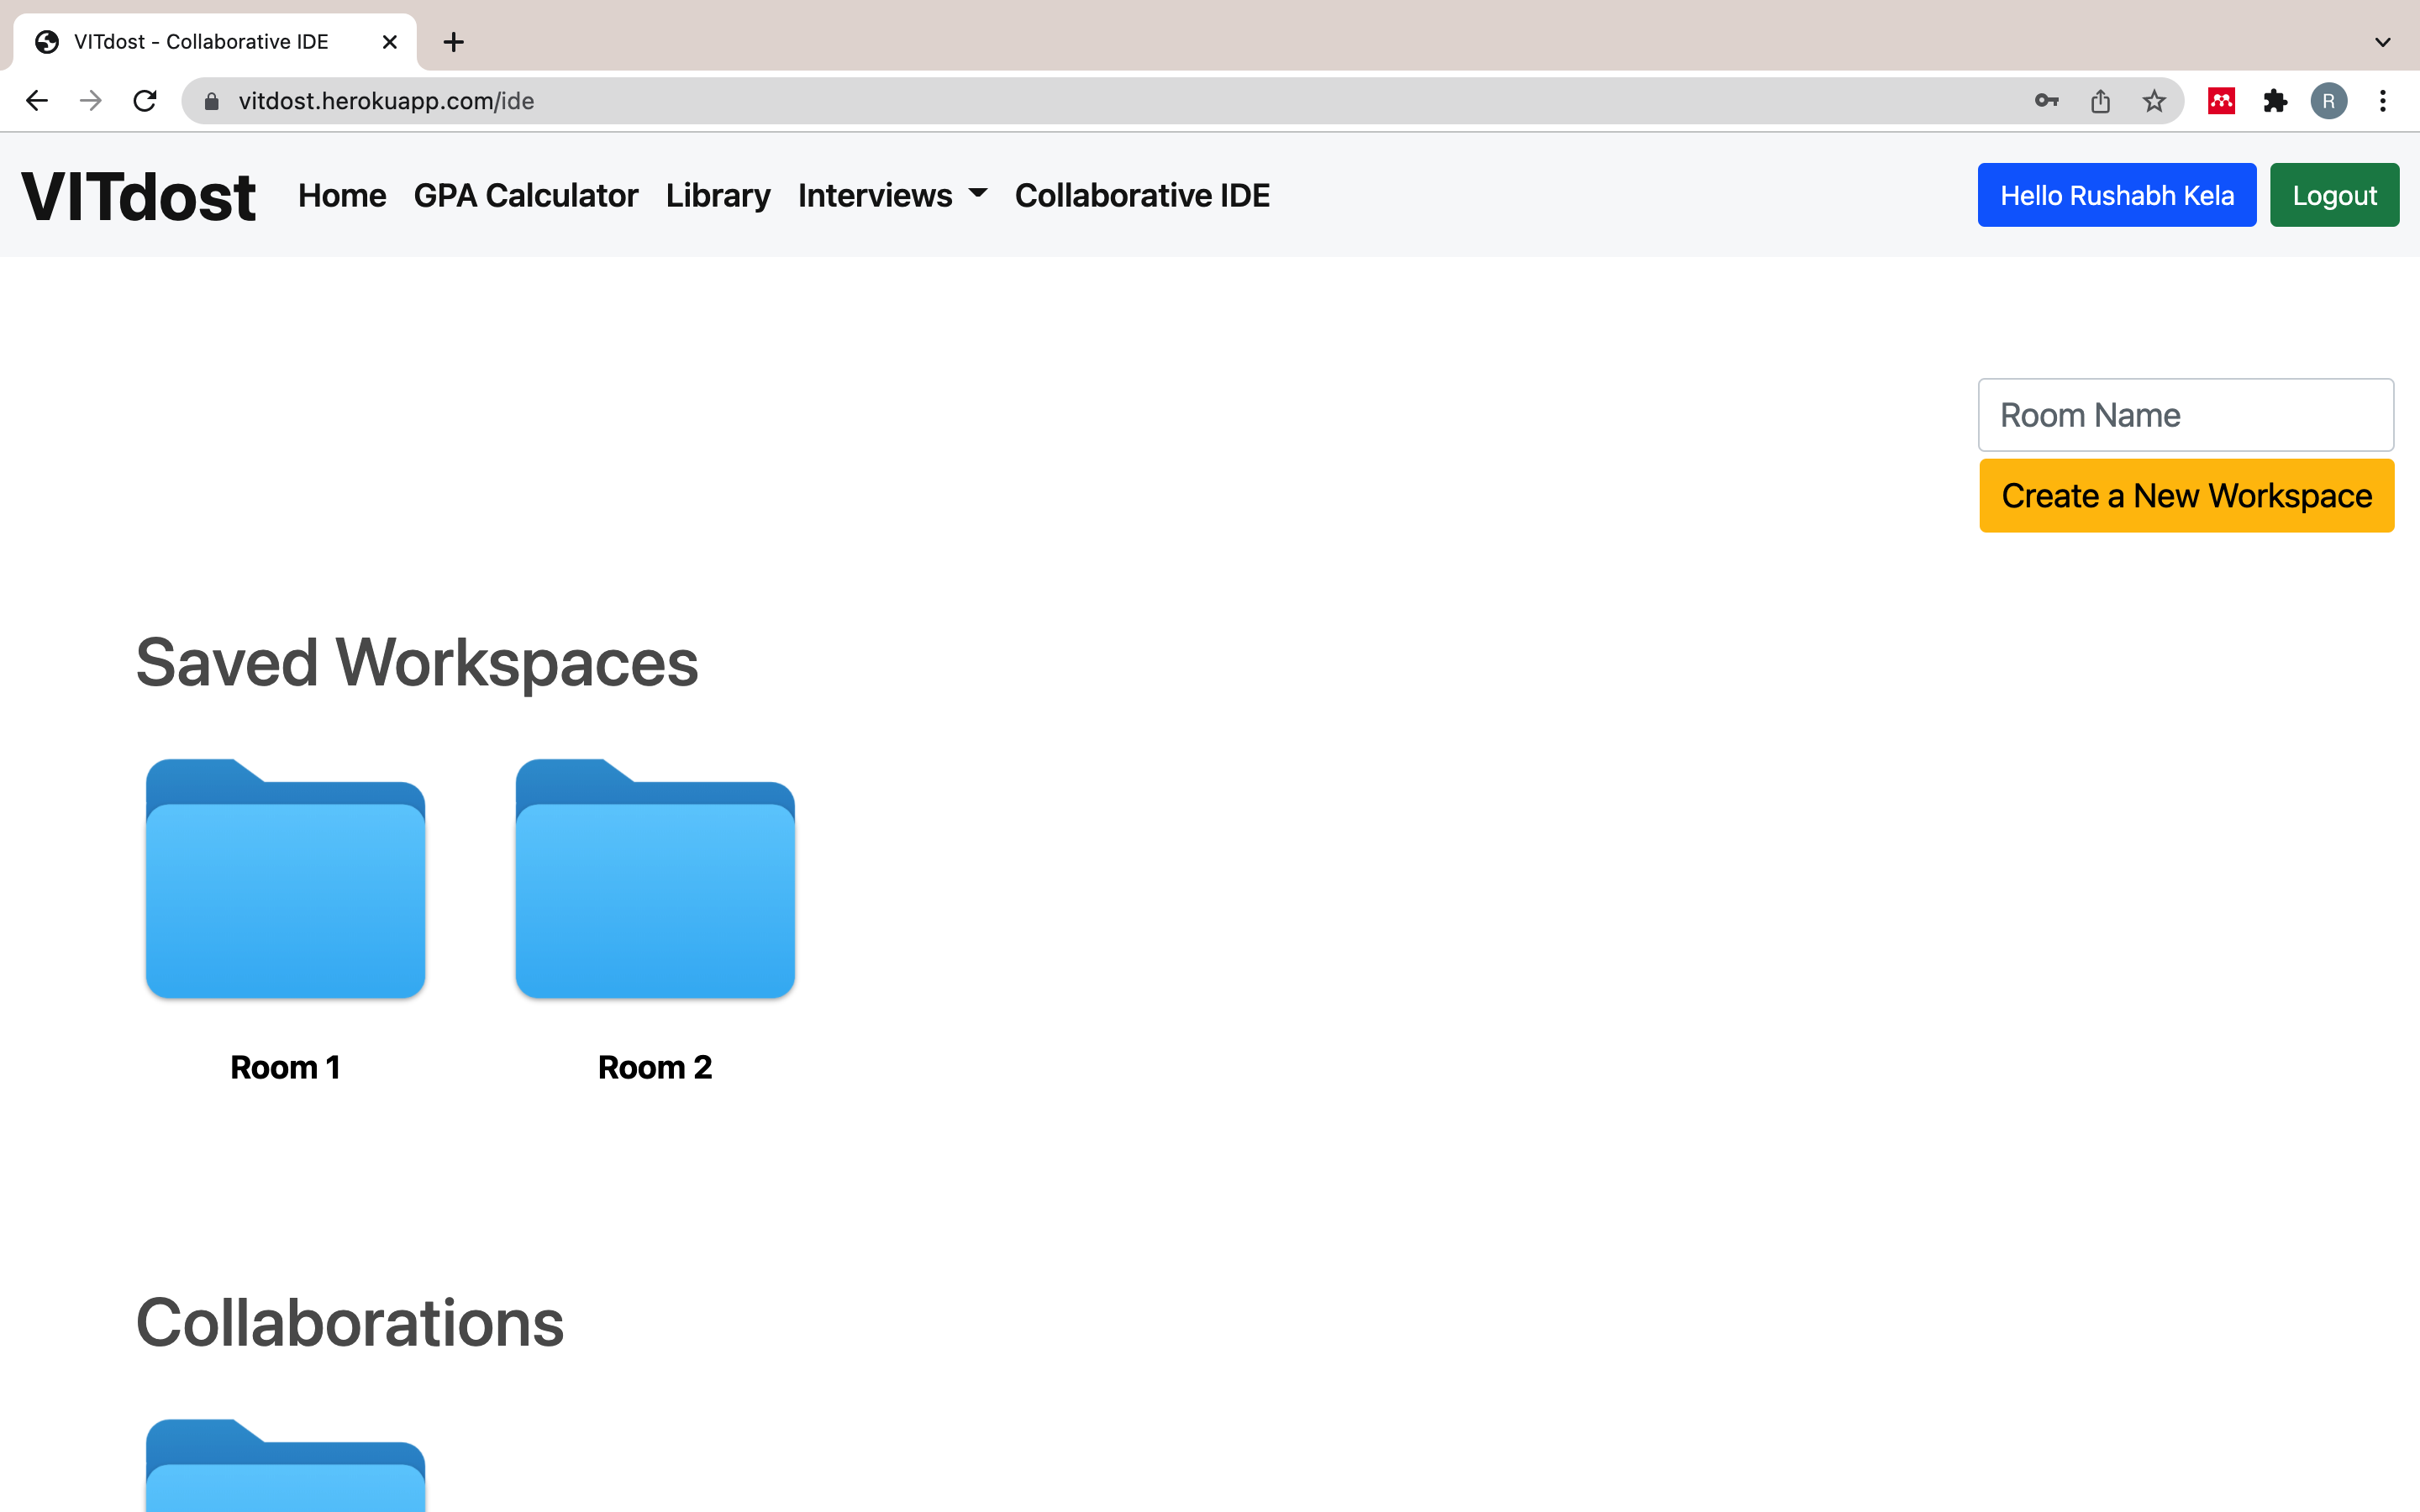 VITdost - Collaborative IDE
vitdost.herokuapp.com/ide
R
VITdost Home GPA Calculator Library Interviews Collaborative IDE Hello Rushabh Kela Logout
Room Name
Create a New Workspace
Saved Workspaces
Room 1 Room 2
Collaborations